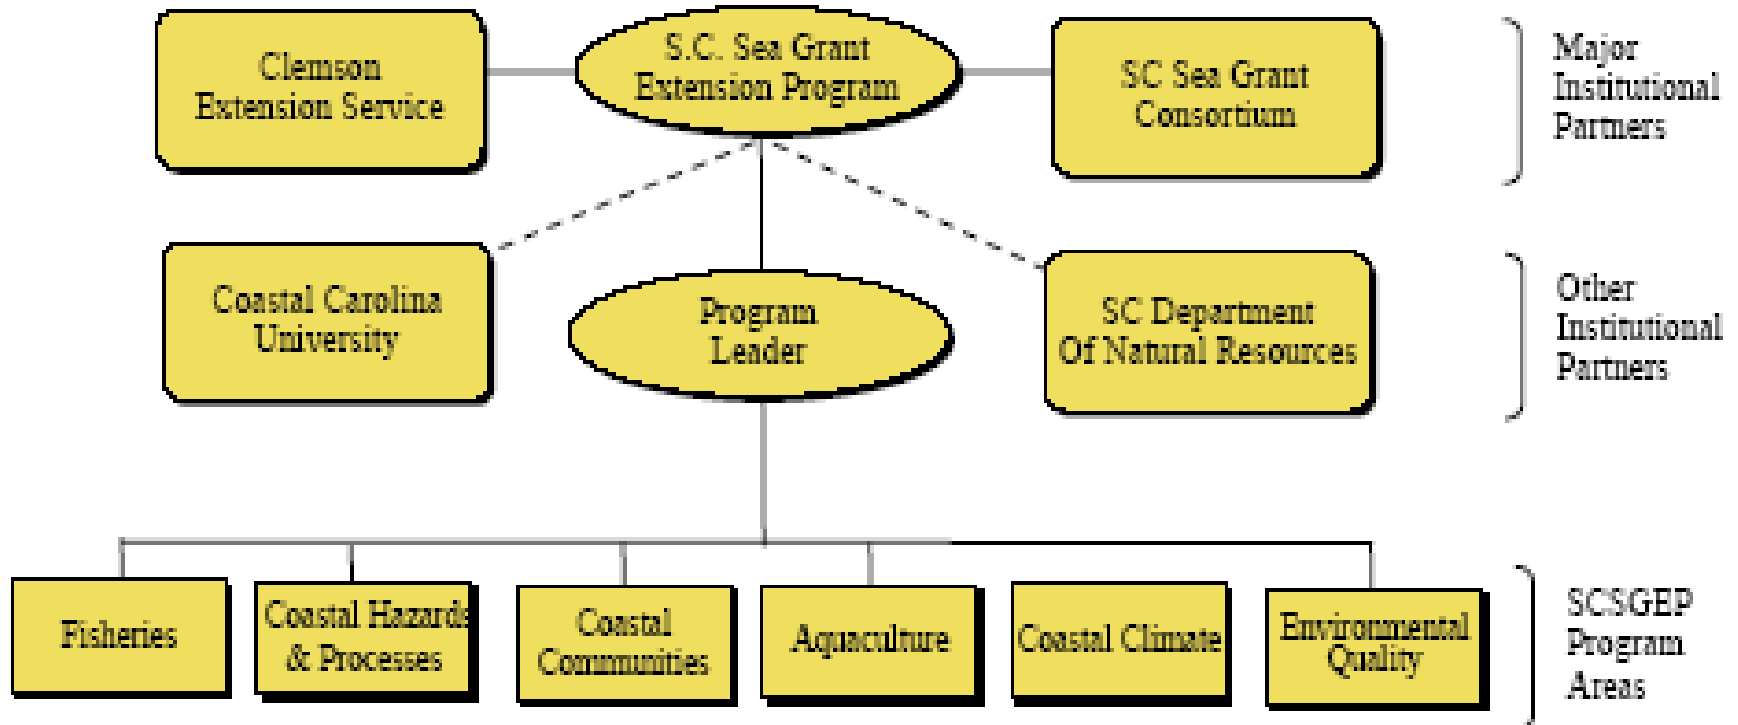 Clemson
Extension Service
S.C. Sea Grant
Extension Program
SC Sea Grant
Consortium
Major
Institutional
Partners
Coastal Carolina
University
Program
Leader
SC Department
Of Natural Resources
Other
Institutional
Partners
Fisheries
Coastal Hazards
& Processes
Coastal
Communities
Aquaculture
Coastal Climate
Environmental
Quality
SCSGEP
Program
Areas